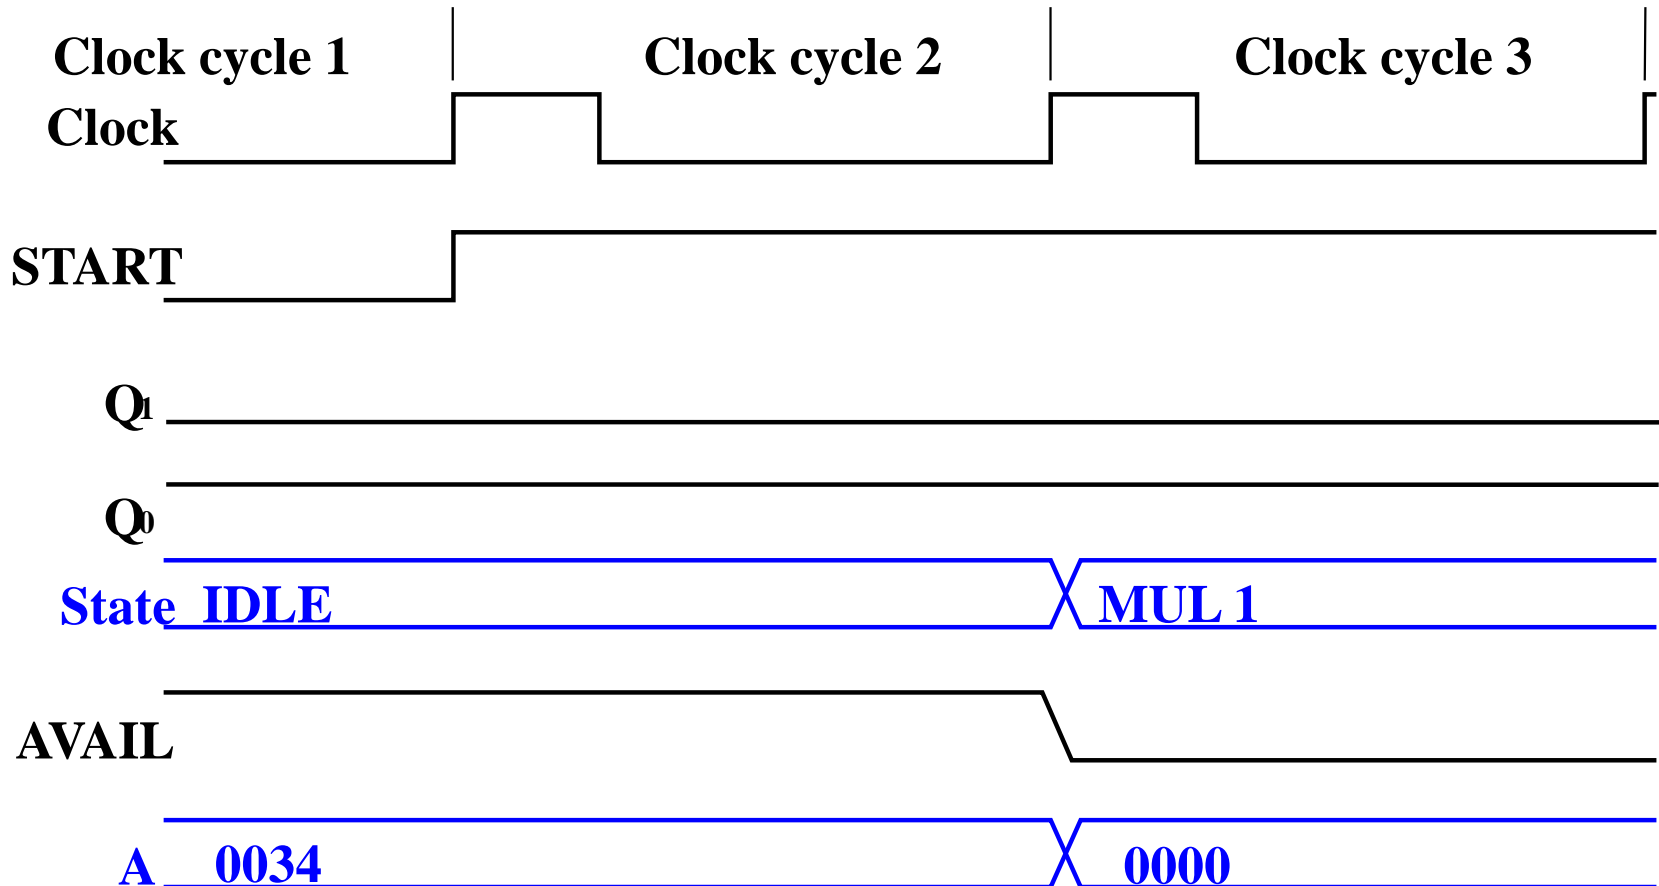 Clock cycle 1 Clock cycle 2 Clock cycle 3
Clock
START
Q1
Q0
State IDLE MUL 1
AVAIL
A 0034 0000